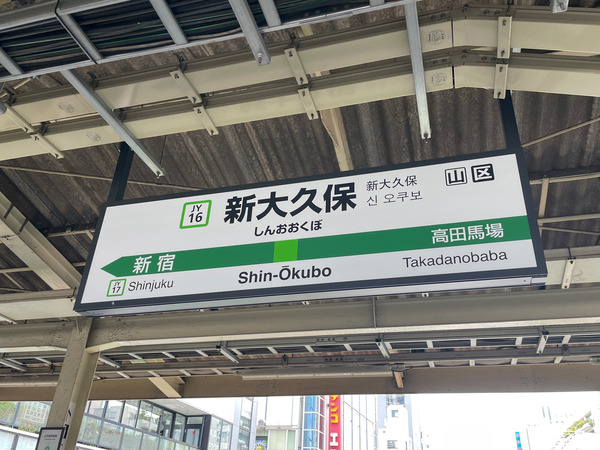 JY
16
新大久保
しんおおくぼ
新大久保
신오쿠보
山 区
新宿
高田馬場
JY
17
Shinjuku
Shin-Ōkubo
Takadanobaba